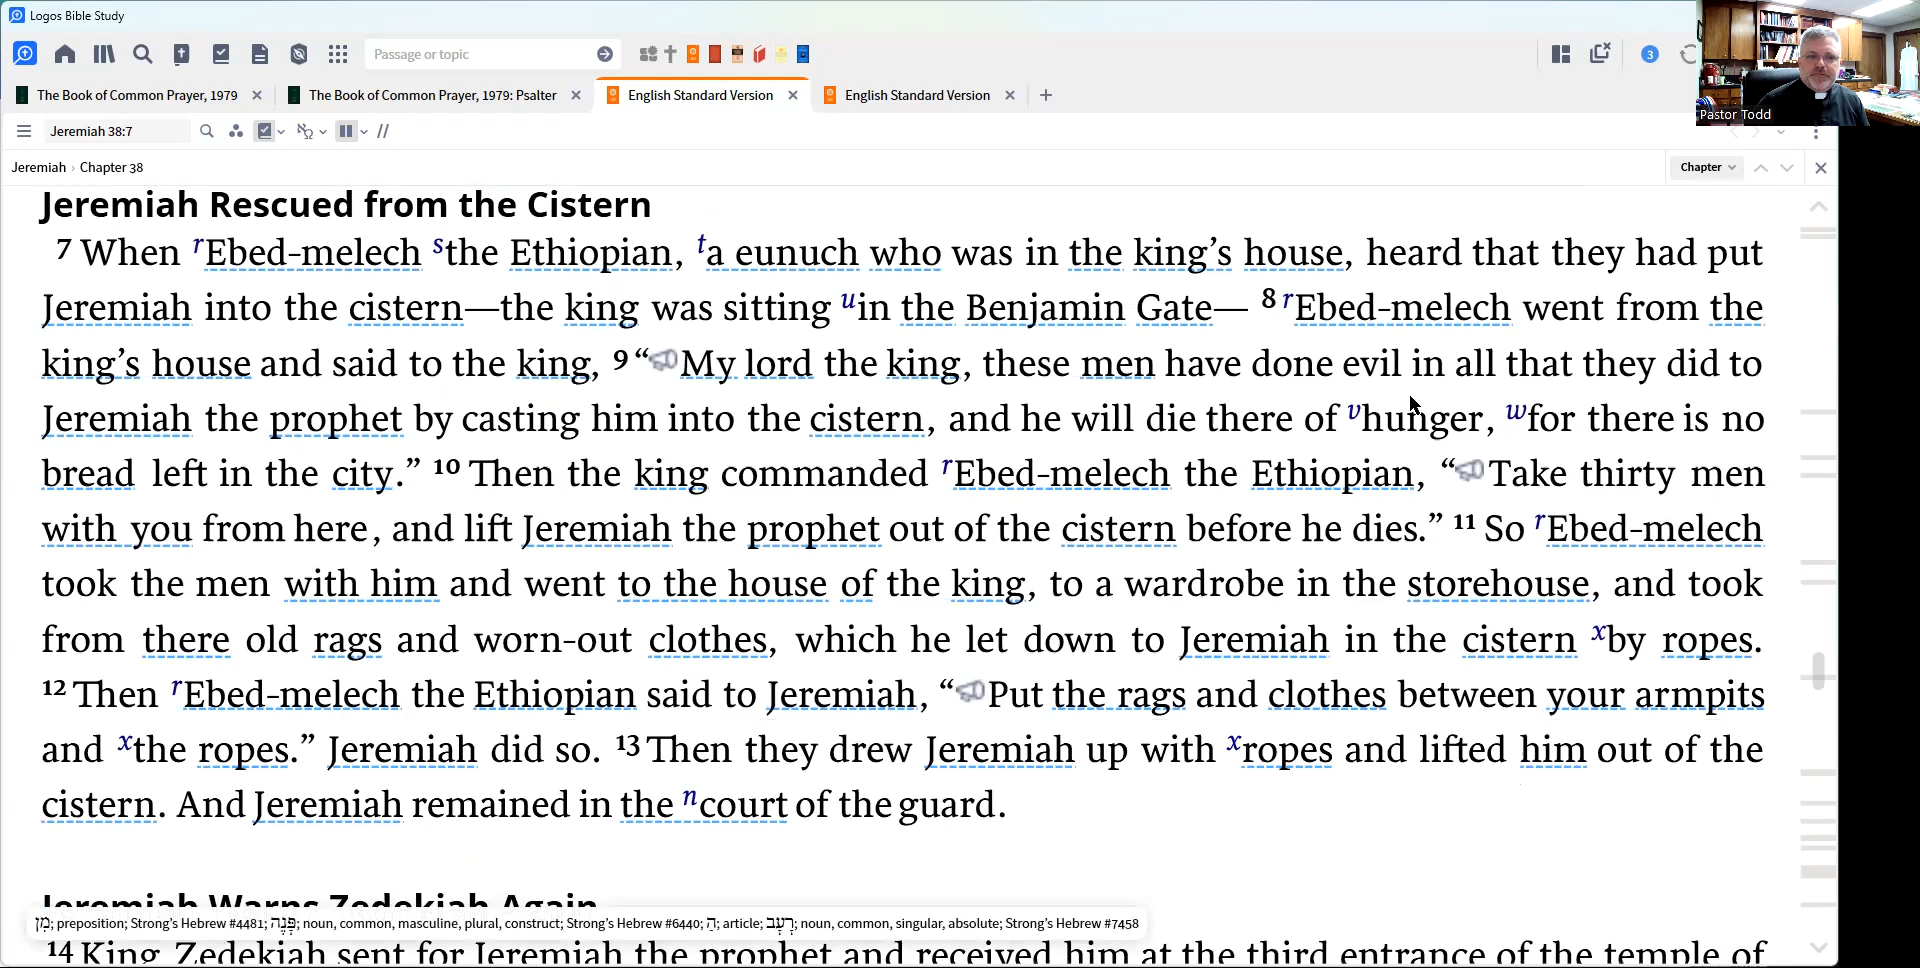 Logos Bible Study
Passage or topic
3
The Book of Common Prayer, 1979
The Book of Common Prayer, 1979: Psalter
English Standard Version
English Standard Version
Pastor Todd
Jeremiah 38:7
Jeremiah › Chapter 38
Chapter
Jeremiah Rescued from the Cistern
7 When rEbed-melech sthe Ethiopian, ta eunuch who was in the king’s house, heard that they had put
Jeremiah into the cistern—the king was sitting uin the Benjamin Gate— 8 rEbed-melech went from the
king’s house and said to the king, 9 “My lord the king, these men have done evil in all that they did to
Jeremiah the prophet by casting him into the cistern, and he will die there of vhunger, wfor there is no
bread left in the city.” 10 Then the king commanded rEbed-melech the Ethiopian, “Take thirty men
with you from here, and lift Jeremiah the prophet out of the cistern before he dies.” 11 So rEbed-melech
took the men with him and went to the house of the king, to a wardrobe in the storehouse, and took
from there old rags and worn-out clothes, which he let down to Jeremiah in the cistern xby ropes.
12 Then rEbed-melech the Ethiopian said to Jeremiah, “Put the rags and clothes between your armpits
and xthe ropes.” Jeremiah did so. 13 Then they drew Jeremiah up with xropes and lifted him out of the
cistern. And Jeremiah remained in the ncourt of the guard.
Jeremiah Warns Zedekiah Again
מִן; preposition; Strong’s Hebrew #4481; פָּנֶה; noun, common, masculine, plural, construct; Strong’s Hebrew #6440; הַ; article; רָעָב; noun, common, singular, absolute; Strong’s Hebrew #7458
14 King Zedekiah sent for Jeremiah the prophet and received him at the third entrance of the temple of